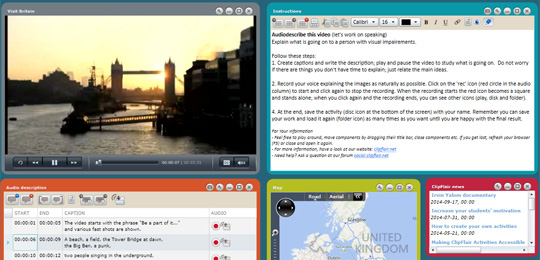 Visit Britain
Instructions
Calibri
16
B I U
Audiodescribe this video (let's work on speaking)
Explain what is going on to a person with visual impairements.
Follow these steps:
1. Create captions and write the description; play and pause the video to study what is going on. Do not worry
if there are things you don't have time to explain, just relate the main ideas.
2. Record your voice explaining the images as naturally as possible. Click on the 'rec' icon (red circle in the audio
column) to start and click again to stop the recording. When the recording starts the red icon becomes a square
and stands alone; when you click again and the recording ends, you can see other icons (play, disk and folder).
4. At the end, save the activity (disc icon at the bottom of the screen) with your name. Remember you can save
your work and load it again (folder icon) as many times as you want until you are happy with the final result.
For your information
- Feel free to play around, move components by dragging their title bar, close components etc. If you get lost, refresh your browser
(F5) or close and open it again.
- For more information, have a look at our website: clipflair.net
- Need help? Ask a question at our forum social.clipflair.net
Audio description
START END CAPTION AUDIO
00:00:01 00:00:03 The video starts with the phrase "Be a part of it..."
and various fast shots are shown.
00:00:06 00:00:09 A beach, a field, the Tower Bridge at dawn.
the Big Ben, a punk.
00:00:10 00:00:12 two people singing in the underground.
Map
Road Aerial
UNITED
KINGDOM
ClipFlair news
Irwin Yalom documentary
2014-09-17, 00:00
Increase your students' motivation
2014-07-31, 00:00
How to create your own activities
2014-05-21, 00:00
Making ClipFlair Activities Accessible